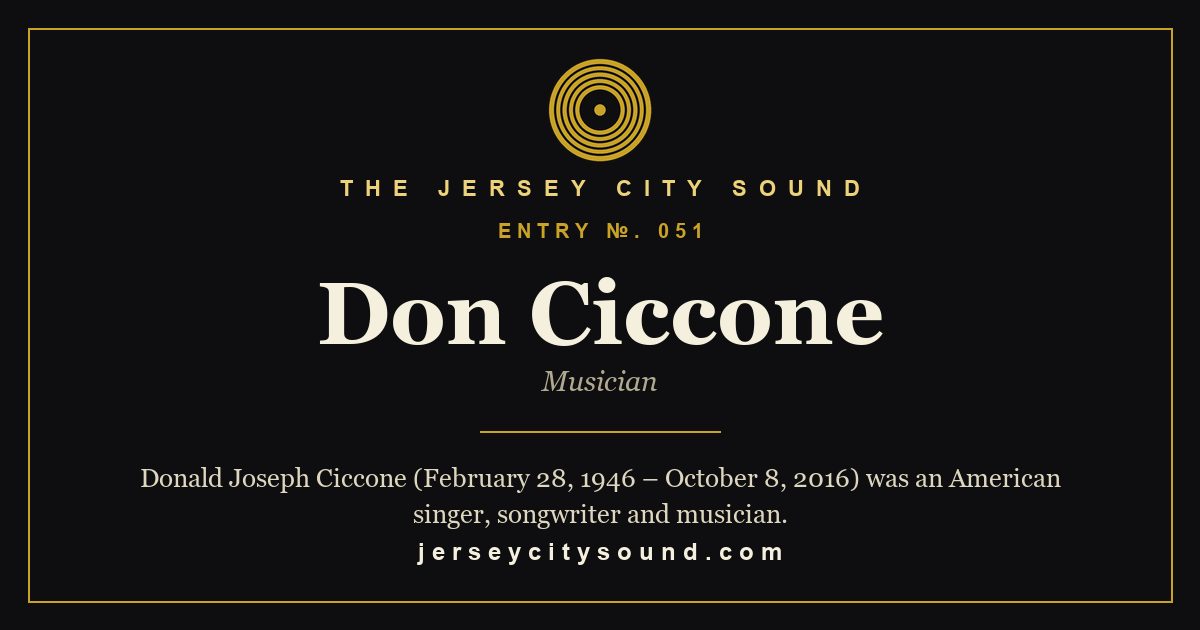 THE JERSEY CITY SOUND
ENTRY №. 051
Don Ciccone
Musician
Donald Joseph Ciccone (February 28, 1946 – October 8, 2016) was an American
singer, songwriter and musician.
jerseycitysound.com